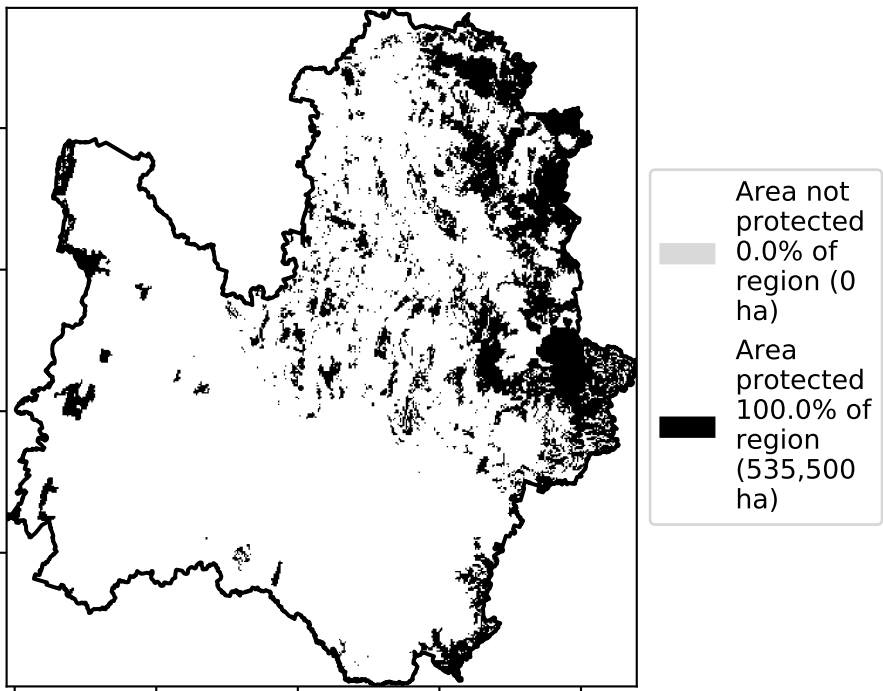 Area not
protected
0.0% of
region (0
ha)
Area
protected
100.0% of
region
(535,500
ha)